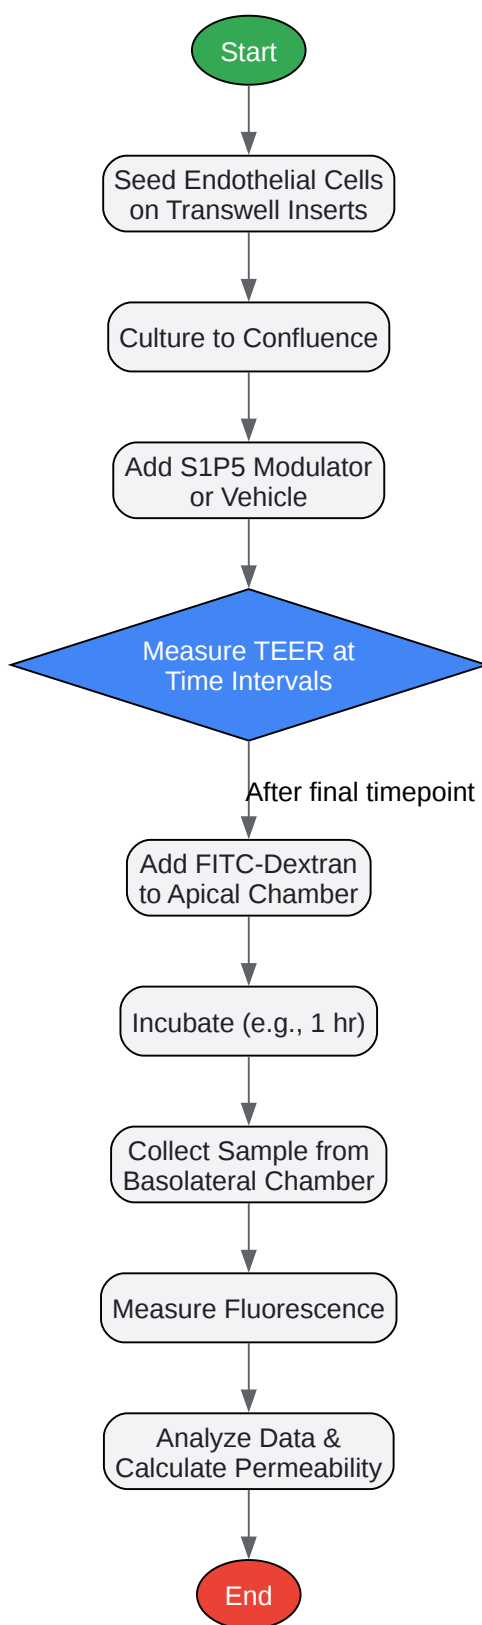 Start
Seed Endothelial Cells
on Transwell Inserts
Culture to Confluence
Add S1P5 Modulator
or Vehicle
Measure TEER at
Time Intervals
After final timepoint
Add FITC-Dextran
to Apical Chamber
Incubate (e.g., 1 hr)
Collect Sample from
Basolateral Chamber
Measure Fluorescence
Analyze Data &
Calculate Permeability
End